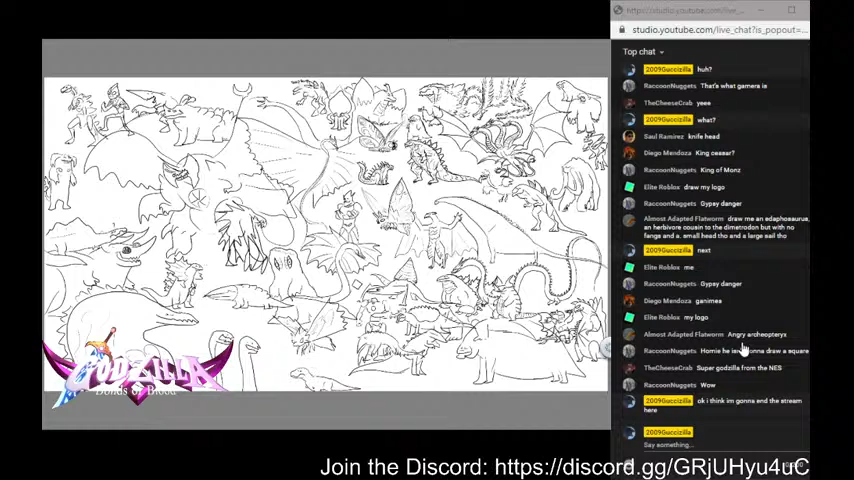 https://studio.youtube.com/live_...
studio.youtube.com/live_chat?is_popout=...
Top chat
2009Guccizilla huh?
RaccoonNuggets That's what gamera is
TheCheeseCrab yeee
2009Guccizilla what?
Saul Ramirez knife head
Diego Mendoza King ceasar?
RaccoonNuggets King of Monz
Elite Roblox draw my logo
RaccoonNuggets Gypsy danger
Almost Adapted Flatworm draw me an edaphosaurus,
an herbivore cousin to the dimetrodon but with no
fangs and a. small head tho and a large sail tho
2009Guccizilla next
Elite Roblox me
RaccoonNuggets Gypsy danger
Diego Mendoza ganimes
Elite Roblox my logo
Almost Adapted Flatworm Angry archeopteryx
RaccoonNuggets Homie he is gonna draw a square
TheCheeseCrab Super godzilla from the NES
RaccoonNuggets Wow
2009Guccizilla ok i think im gonna end the stream
here
2009Guccizilla
Say something...
GODZILLA
Bonds of Blood
Join the Discord: https://discord.gg/GRjUHyu4uC